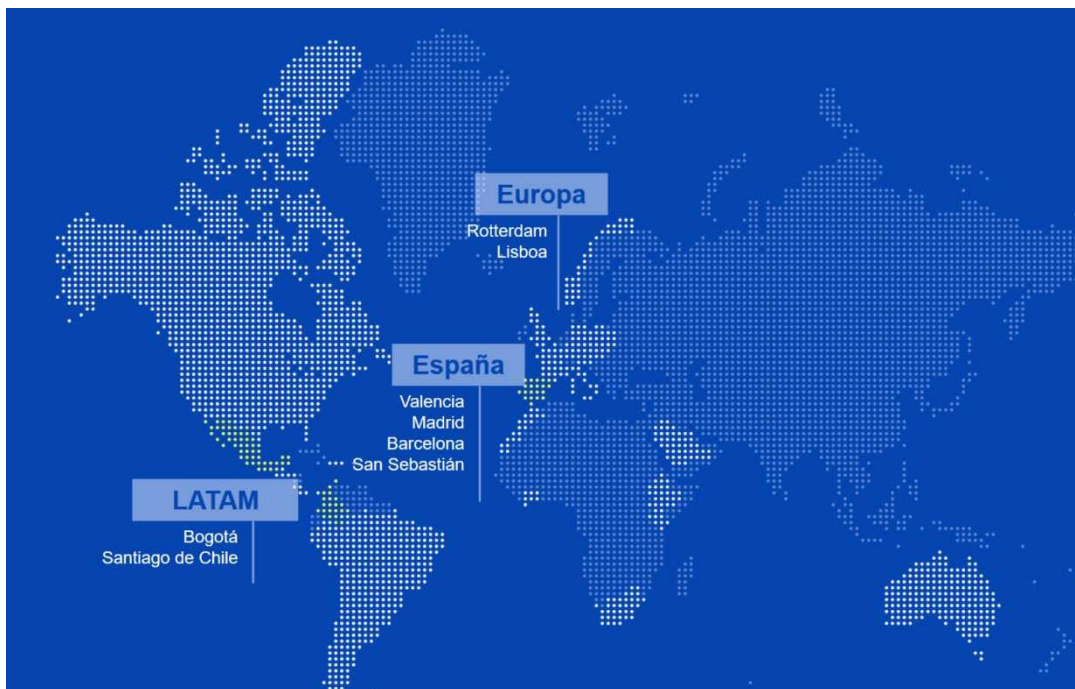 Europa
Rotterdam
Lisboa
España
Valencia
Madrid
Barcelona
San Sebastián
LATAM
Bogotá
Santiago de Chile